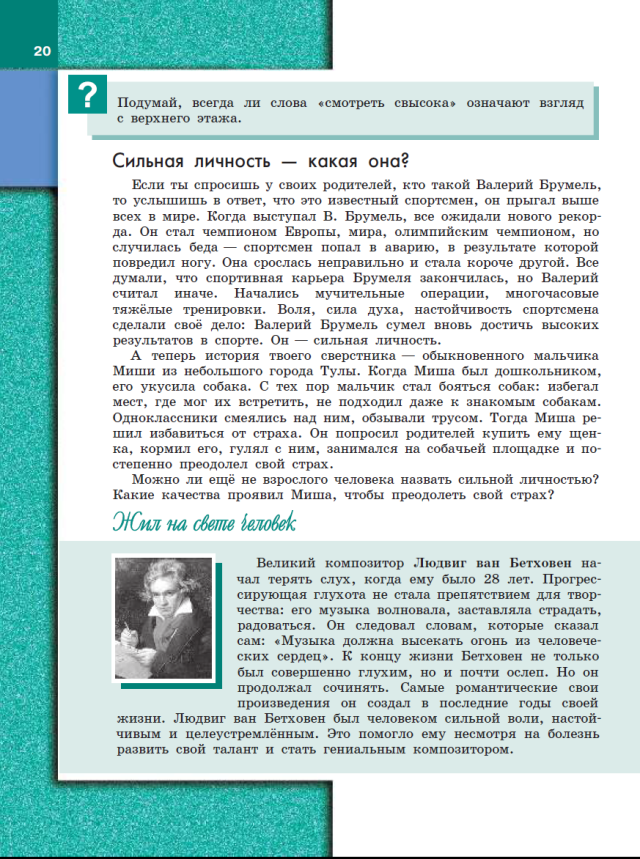 20
?
Подумай, всегда ли слова «смотреть свысока» означают взгляд
с верхнего этажа.
Сильная личность — какая она?
Если ты спросишь у своих родителей, кто такой Валерий Брумель,
то услышишь в ответ, что это известный спортсмен, он прыгал выше
всех в мире. Когда выступал В. Брумель, все ожидали нового рекор-
да. Он стал чемпионом Европы, мира, олимпийским чемпионом, но
случилась беда — спортсмен попал в аварию, в результате которой
повредил ногу. Она срослась неправильно и стала короче другой. Все
думали, что спортивная карьера Брумеля закончилась, но Валерий
считал иначе. Начались мучительные операции, многочасовые
тяжёлые тренировки. Воля, сила духа, настойчивость спортсмена
сделали своё дело: Валерий Брумель сумел вновь достичь высоких
результатов в спорте. Он — сильная личность.
А теперь история твоего сверстника — обыкновенного мальчика
Миши из небольшого города Тулы. Когда Миша был дошкольником,
его укусила собака. С тех пор мальчик стал бояться собак: избегал
мест, где мог их встретить, не подходил даже к знакомым собакам.
Одноклассники смеялись над ним, обзывали трусом. Тогда Миша ре-
шил избавиться от страха. Он попросил родителей купить ему щен-
ка, кормил его, гулял с ним, занимался на собачьей площадке и по-
степенно преодолел свой страх.
Можно ли ещё не взрослого человека назвать сильной личностью?
Какие качества проявил Миша, чтобы преодолеть свой страх?
Жил на свете человек
Великий композитор Людвиг ван Бетховен на-
чал терять слух, когда ему было 28 лет. Прогрес-
сирующая глухота не стала препятствием для твор-
чества: его музыка волновала, заставляла страдать,
радоваться. Он следовал словам, которые сказал
сам: «Музыка должна высекать огонь из человече-
ских сердец». К концу жизни Бетховен не только
был совершенно глухим, но и почти ослеп. Но он
продолжал сочинять. Самые романтические свои
произведения он создал в последние годы своей
жизни. Людвиг ван Бетховен был человеком сильной воли, настой-
чивым и целеустремлённым. Это помогло ему несмотря на болезнь
развить свой талант и стать гениальным композитором.